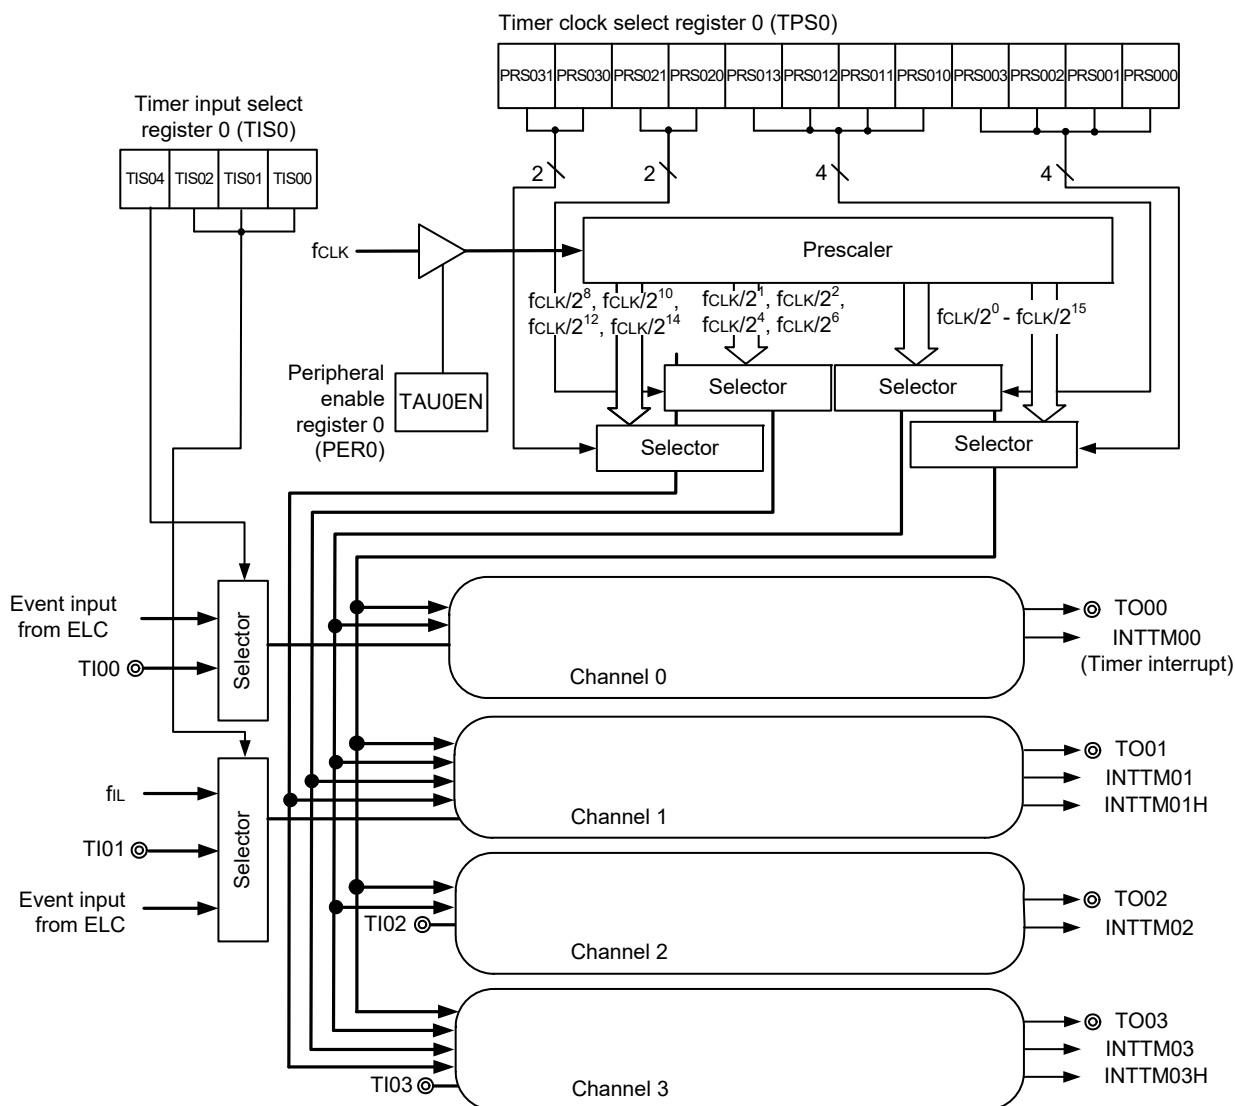 Timer clock select register 0 (TPS0)
PRS031 PRS030 PRS021 PRS020 PRS013 PRS012 PRS011 PRS010 PRS003 PRS002 PRS001 PRS000
Timer input select
register 0 (TIS0)
TIS04 TIS02 TIS01 TIS00
2 2 4 4
fCLK
Prescaler
fCLK/2^8, fCLK/2^10,
fCLK/2^12, fCLK/2^14
fCLK/2^1, fCLK/2^2,
fCLK/2^4, fCLK/2^6
fCLK/2^0 - fCLK/2^15
Peripheral
enable
register 0
(PER0)
TAU0EN
Selector
Selector
Selector
Selector
Event input
from ELC
TI00
Selector
Channel 0
TO00
INTTM00
(Timer interrupt)
fIL
TI01
Event input
from ELC
Selector
Channel 1
TO01
INTTM01
INTTM01H
TI02
Channel 2
TO02
INTTM02
TI03
Channel 3
TO03
INTTM03
INTTM03H